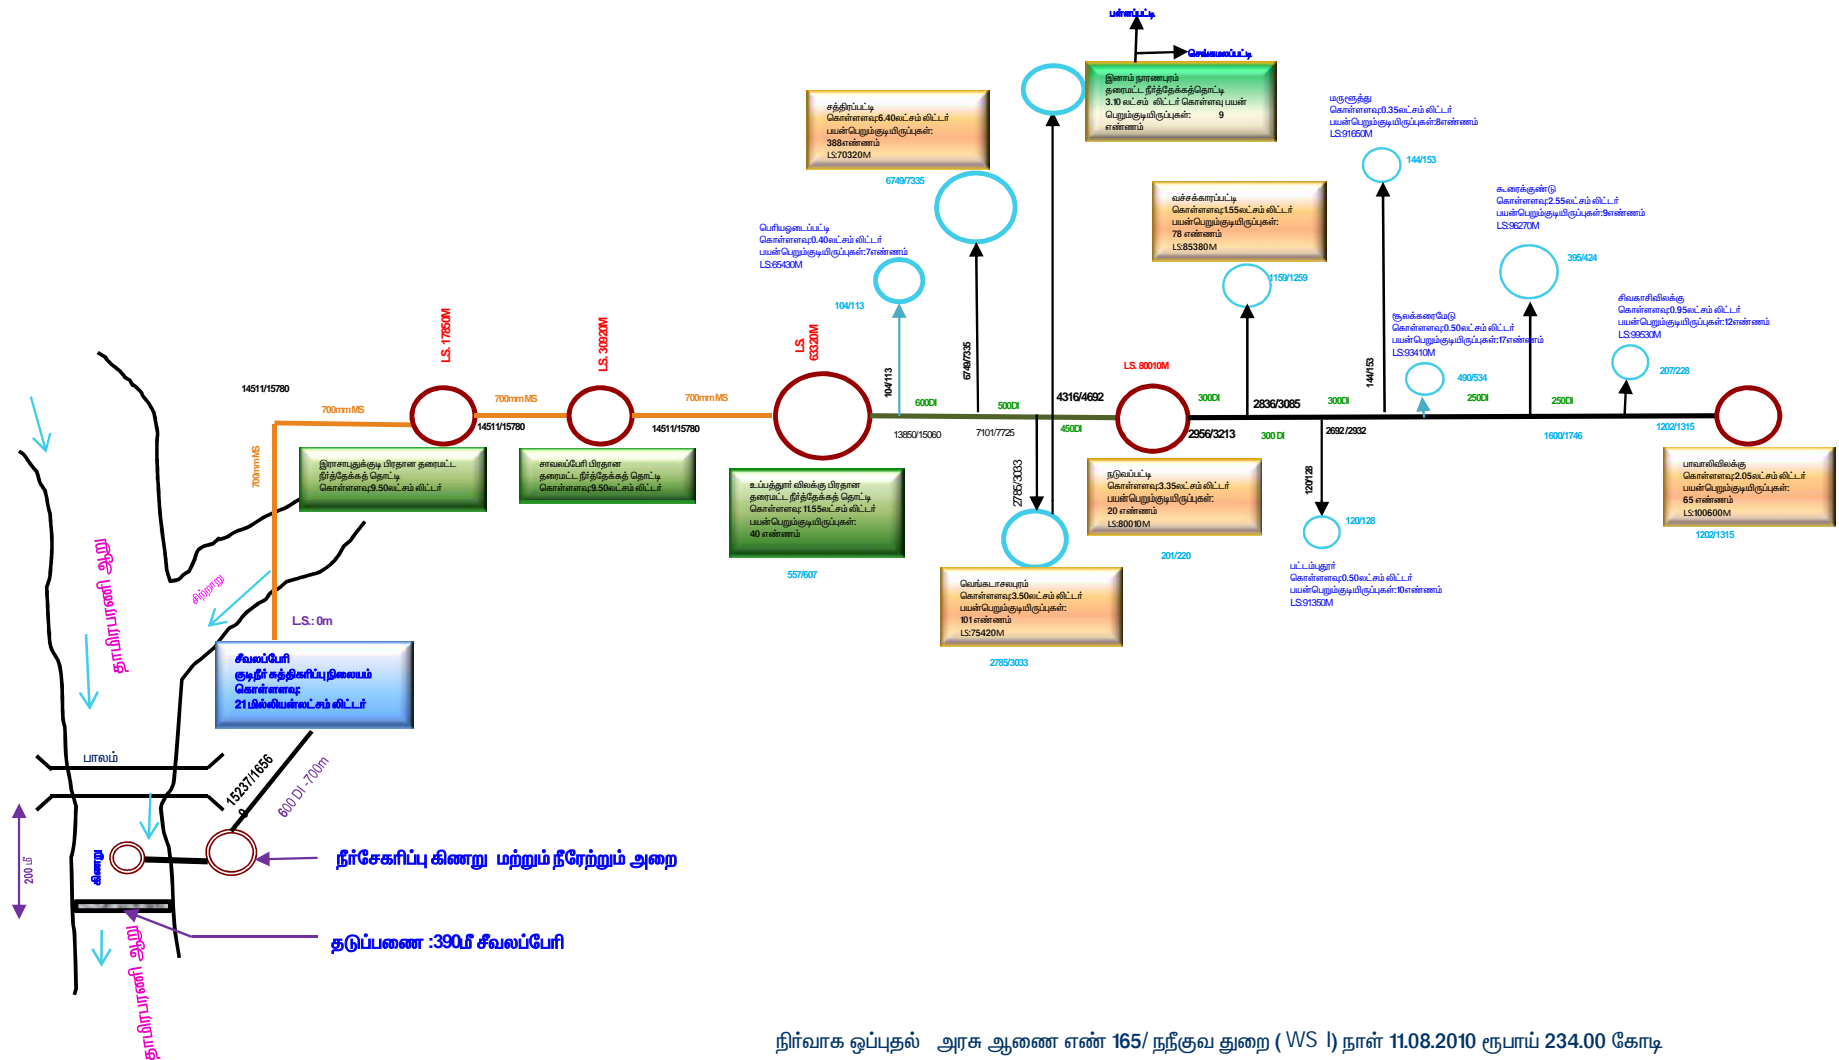 பள்ளப்பட்டி
செங்கமலப்பட்டி
இனாம் நாரணபுரம்
தரைமட்ட நீர்த்தேக்கத்தொட்டி
3.10 லட்சம் லிட்டர் கொள்ளவு பயன்
பெறும்குடியிருப்புகள்: 9
எண்ணம்
சத்திரப்பட்டி
கொள்ளளவு:6.40லட்சம் லிட்டர்
பயன்பெறும்குடியிருப்புகள்:
388எண்ணம்
LS:70320M
6749/7335
மருளூத்து
கொள்ளளவு:0.35லட்சம் லிட்டர்
பயன்பெறும்குடியிருப்புகள்:8எண்ணம்
LS:91650M
144/153
வச்சக்காரப்பட்டி
கொள்ளளவு:1.55லட்சம் லிட்டர்
பயன்பெறும்குடியிருப்புகள்:
78 எண்ணம்
LS:85380M
1159/1259
கூரைக்குண்டு
கொள்ளளவு:2.55லட்சம் லிட்டர்
பயன்பெறும்குடியிருப்புகள்:9எண்ணம்
LS:96270M
395/424
பெரியஓடைப்பட்டி
கொள்ளளவு:0.40லட்சம் லிட்டர்
பயன்பெறும்குடியிருப்புகள்:7எண்ணம்
LS:65430M
104/113
சூலக்கரைமேடு
கொள்ளளவு:0.50லட்சம் லிட்டர்
பயன்பெறும்குடியிருப்புகள்:17எண்ணம்
LS:93410M
490/534
சிவகாசிவிலக்கு
கொள்ளளவு:0.95லட்சம் லிட்டர்
பயன்பெறும்குடியிருப்புகள்:12எண்ணம்
LS:99530M
207/228
L.S. 17850M
L.S. 30920M
L.S.
63320M
L.S. 80010M
104/113
6749/7335
4316/4692
144/153
14511/15780
700mm MS
700mm MS
700mm MS
600DI
500DI
450DI
300DI
2836/3085
300DI
250DI
250DI
14511/15780
14511/15780
13850/15060
7101/7725
2956/3213
300 DI
2692 /2932
1600/1746
1202/1315
700mm MS
இராசாபுதுக்குடி பிரதான தரைமட்ட
நீர்த்தேக்கத் தொட்டி
கொள்ளளவு:9.50லட்சம் லிட்டர்
சாவலப்பேரி பிரதான
தரைமட்ட நீர்த்தேக்கத் தொட்டி
கொள்ளளவு:9.50லட்சம் லிட்டர்
உப்பத்தூர் விலக்கு பிரதான
தரைமட்ட நீர்த்தேக்கத் தொட்டி
கொள்ளளவு: 11.55லட்சம் லிட்டர்
பயன்பெறும்குடியிருப்புகள்:
40 எண்ணம்
557/607
2785/3033
நடுவப்பட்டி
கொள்ளளவு:3.35லட்சம் லிட்டர்
பயன்பெறும்குடியிருப்புகள்:
20 எண்ணம்
LS:80010M
201/220
120/128
120/128
பட்டம்புதூர்
கொள்ளளவு:0.50லட்சம் லிட்டர்
பயன்பெறும்குடியிருப்புகள்:10எண்ணம்
LS:91350M
பாவாலிவிலக்கு
கொள்ளளவு:2.05லட்சம் லிட்டர்
பயன்பெறும்குடியிருப்புகள்:
65 எண்ணம்
LS:100600M
1202/1315
வெங்கடாசலபுரம்
கொள்ளளவு:3.50லட்சம் லிட்டர்
பயன்பெறும்குடியிருப்புகள்:
101 எண்ணம்
LS:75420M
2785/3033
தாமிரபரணி ஆறு
சிற்றாறு
L.S.: 0m
சீவலப்பேரி
குடிநீர் சுத்திகரிப்பு நிலையம்
கொள்ளளவு:
21 மில்லியன்லட்சம் லிட்டர்
பாலம்
15237/1656
9
600 DI -700m
200 மீ
கிணறு
நீர்சேகரிப்பு கிணறு மற்றும் நீரேற்றும் அறை
தடுப்பணை :390மீ சீவலப்பேரி
தாமிரபரணி ஆறு
நிர்வாக ஒப்புதல் அரசு ஆணை எண் 165/ நநீகுவ துறை ( WS I) நாள் 11.08.2010 ரூபாய் 234.00 கோடி